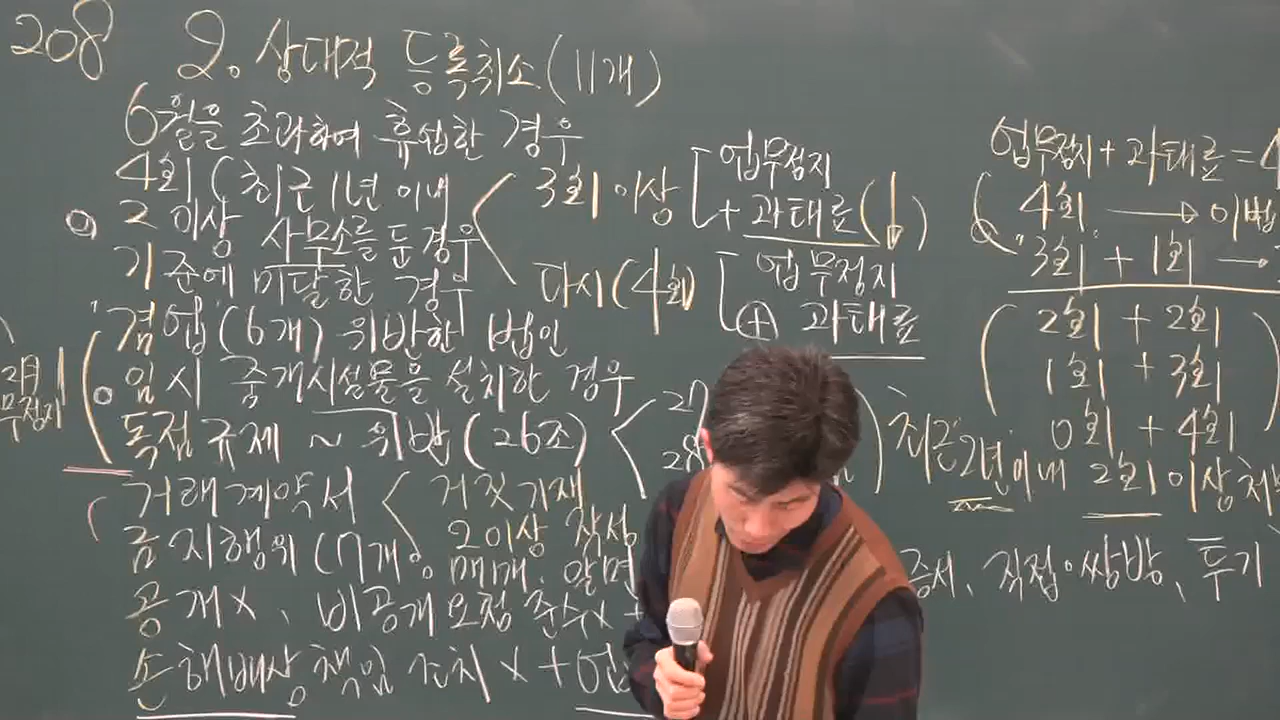 208 2. 상대적 등록취소(11개)
6월을 초과하여 휴업한 경우
4회 (최근 1년 이내
3회 이상
업무정지
+ 과태료(↓)
2 이상 사무소를 둔 경우
기준에 미달한 경우
다시(4회)
업무정지
+ 과태료
"겸업"(6개) 위반한 법인
임시 중개시설물을 설치한 경우
독점규제 ~ 위반(26조)
거래계약서
거짓기재
2이상 작성
금지행위(7개。매매、알면
공개x、비공개요청 준수x +
손해배상책임 조치 x + 업
업무정지+과태료=4
4회 → 이법
"3회" + 1회 →
2회 + 2회
1회 + 3회
0회 + 4회
최근2년이내 2회이상
증서、직접·쌍방、투기